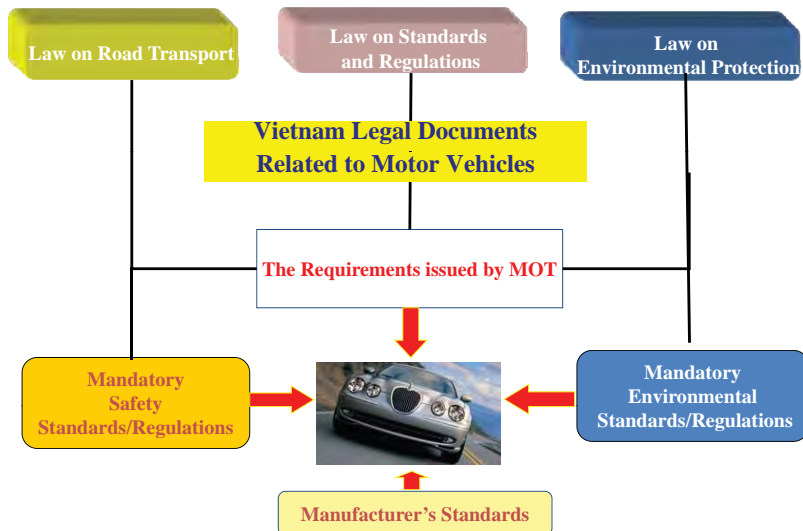 Law on Road Transport
Law on Standards
and Regulations
Law on
Environmental Protection
Vietnam Legal Documents
Related to Motor Vehicles
The Requirements issued by MOT
Mandatory
Safety
Standards/Regulations
Mandatory
Environmental
Standards/Regulations
Manufacturer's Standards